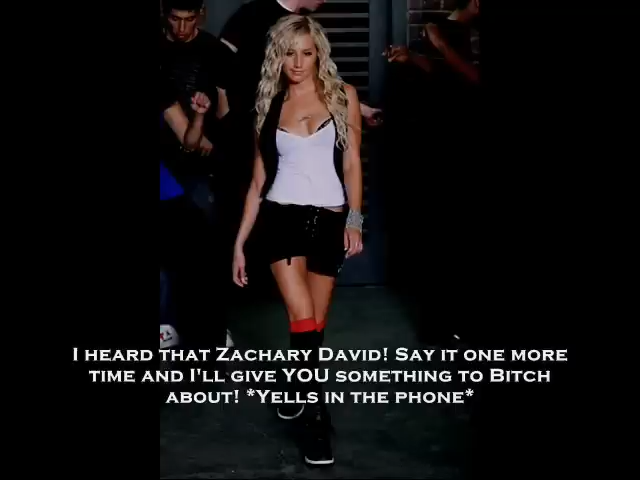 I heard that Zachary David! Say it one more
time and I'll give YOU something to Bitch
about! *Yells in the phone*